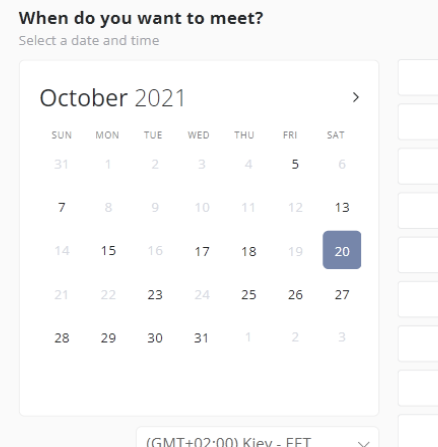 When do you want to meet?
Select a date and time
October 2021
SUN MON TUE WED THU FRI SAT
31 1 2 3 4 5 6
7 8 9 10 11 12 13
14 15 16 17 18 19 20
21 22 23 24 25 26 27
28 29 30 31 1 2 3
(GMT+02:00) Kiev - EET